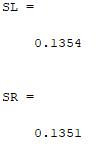 SL =
0.1354
SR =
0.1351